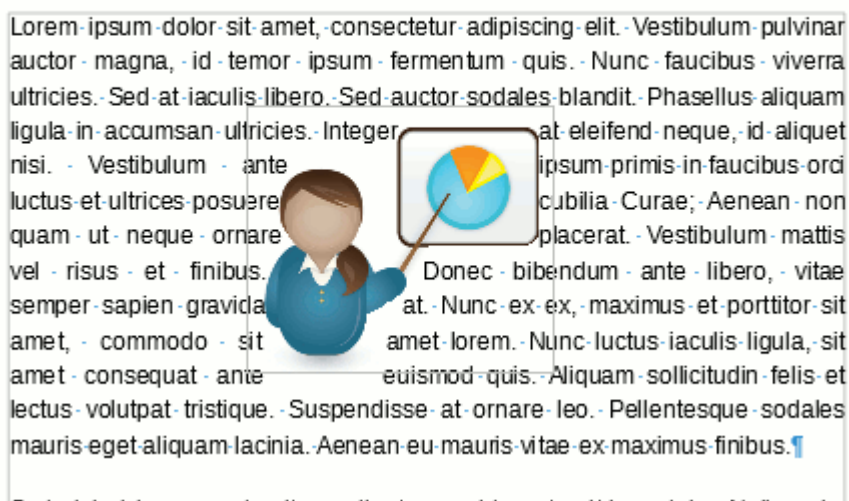 Lorem ipsum dolor sit amet, consectetur adipiscing elit. Vestibulum pulvinar
auctor magna, id temor ipsum fermentum quis. Nunc faucibus viverra
ultricies. Sed at iaculis libero. Sed auctor sodales blandit. Phasellus aliquam
ligula in accumsan ultricies. Integer at eleifend neque, id aliquet
nisi. Vestibulum ante ipsum primis in faucibus orci
luctus et ultrices posuere cubilia Curae; Aenean non
quam ut neque ornare placerat. Vestibulum mattis
vel risus et finibus. Donec bibendum ante libero, vitae
semper sapien gravida at. Nunc ex ex, maximus et porttitor sit
amet, commodo sit amet lorem. Nunc luctus iaculis ligula, sit
amet consequat ante euismod quis. Aliquam sollicitudin felis et
lectus volutpat tristique. Suspendisse at ornare leo. Pellentesque sodales
mauris eget aliquam lacinia. Aenean eu mauris vitae ex maximus finibus.¶